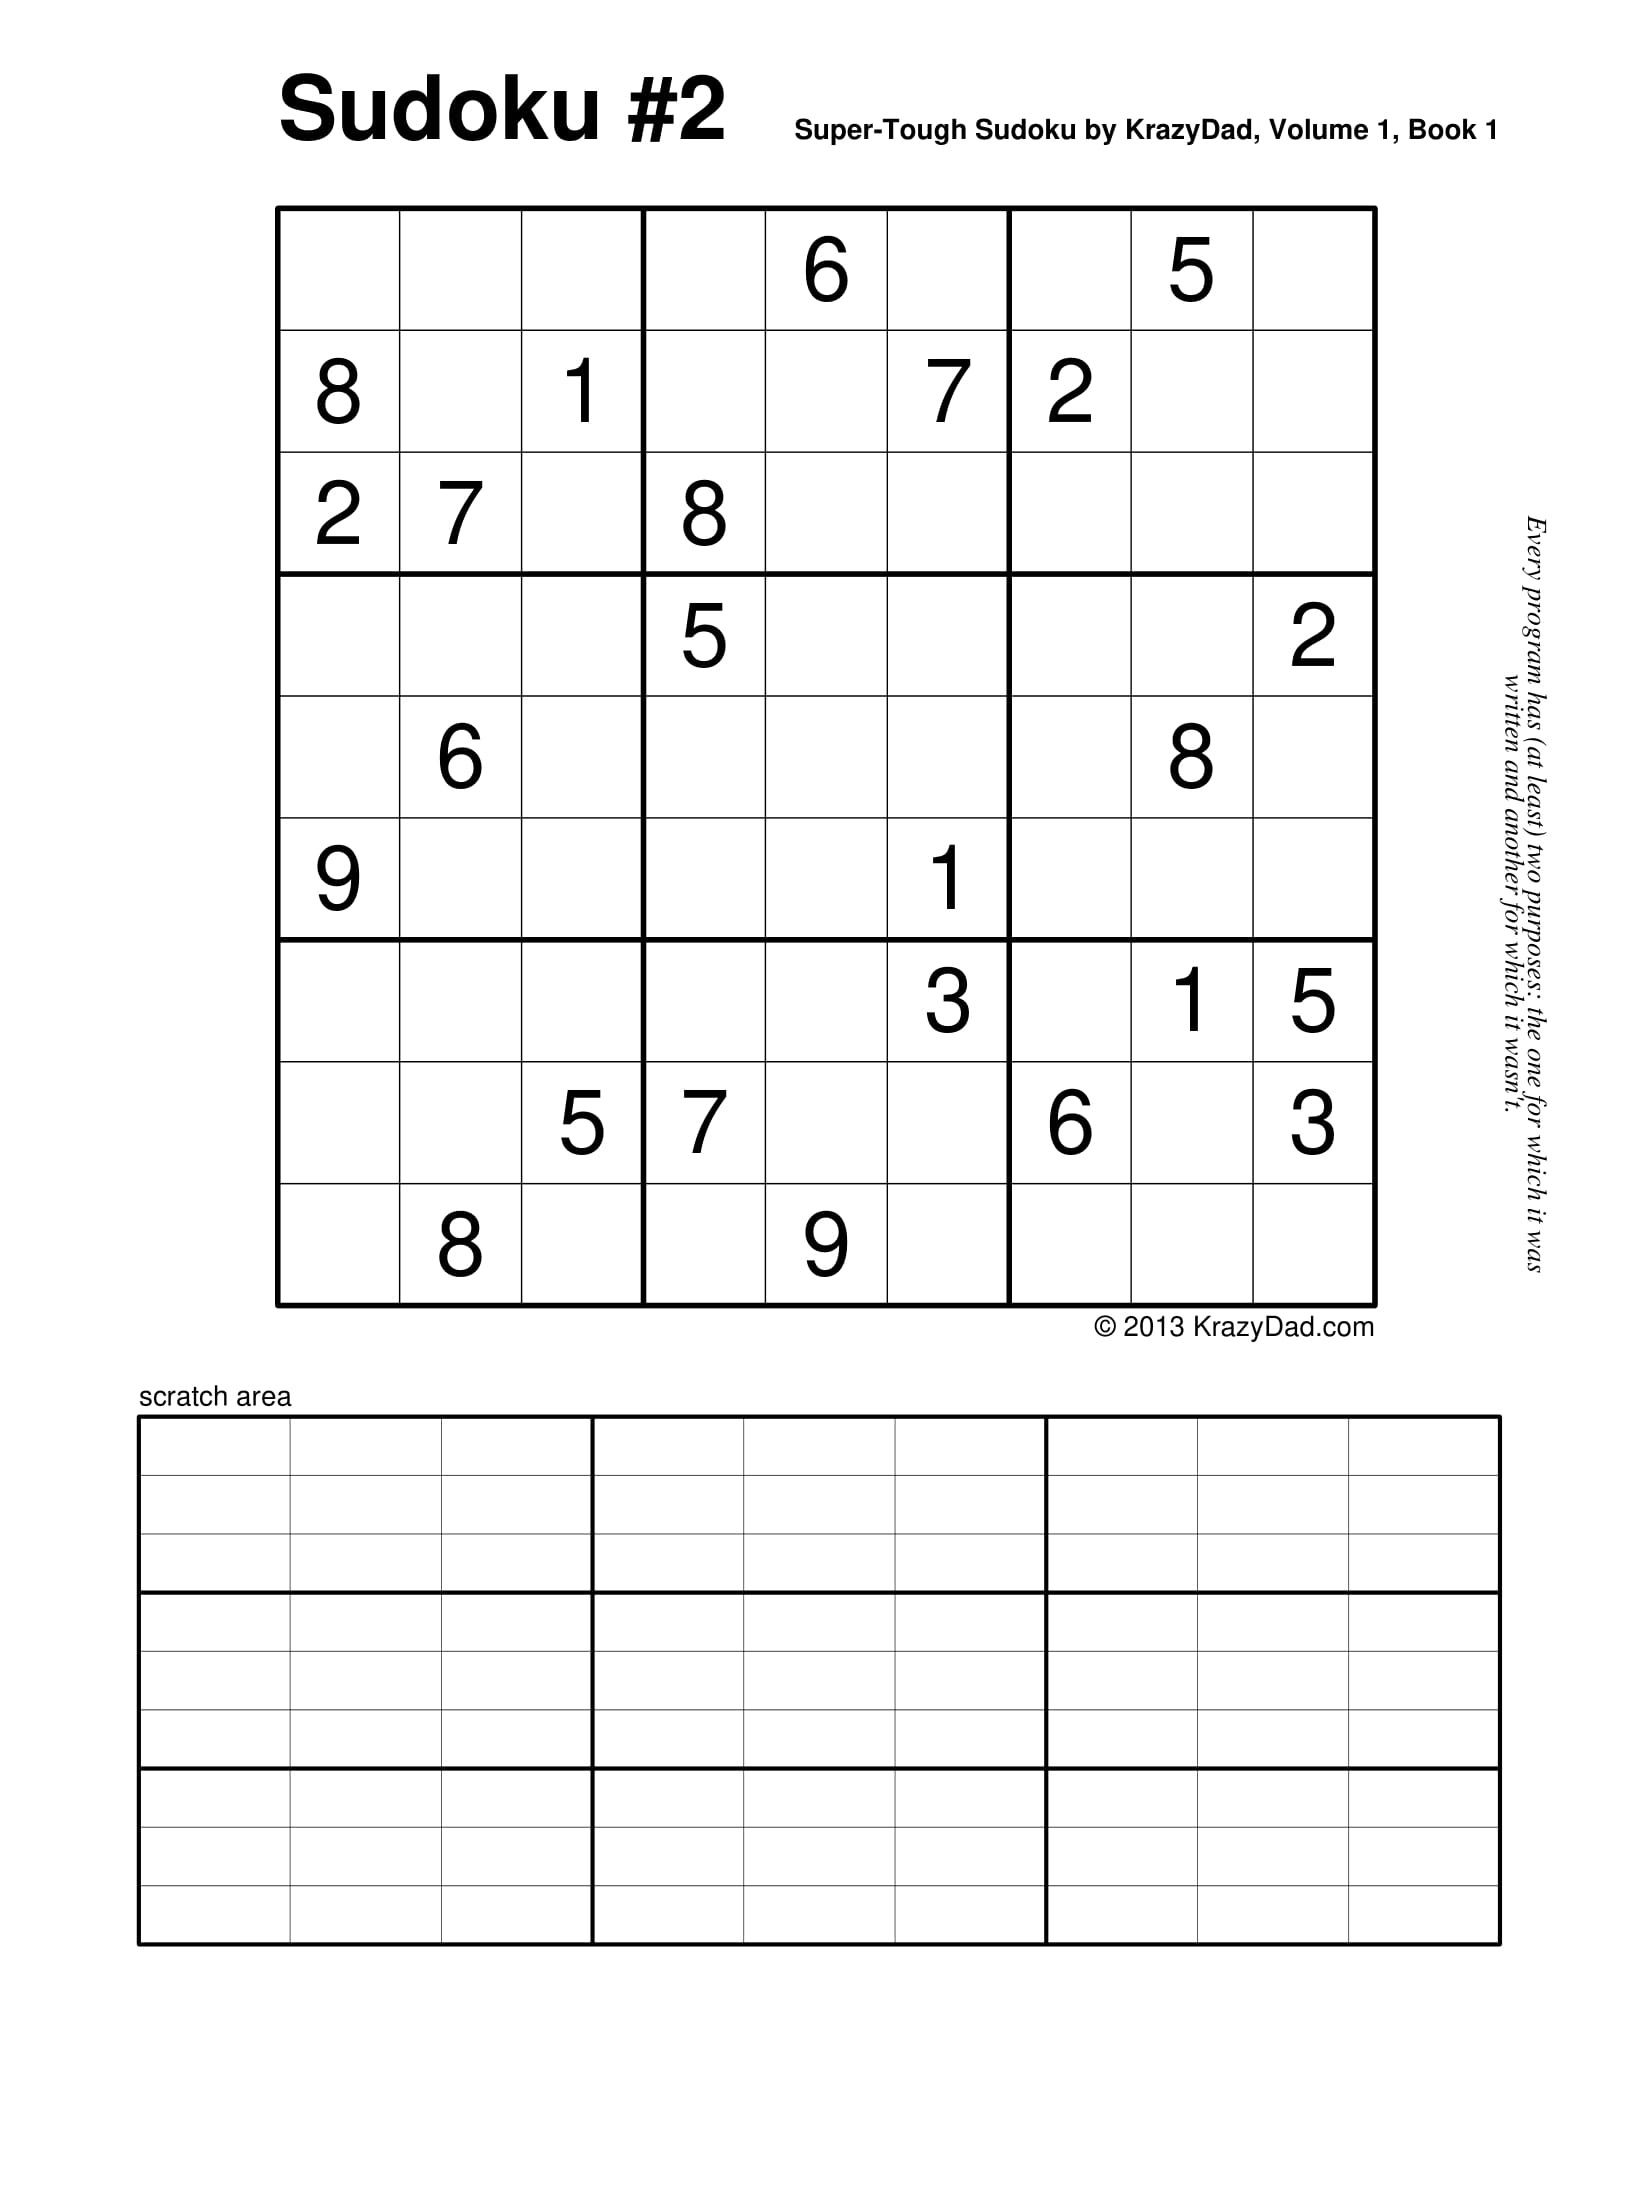 Sudoku #2
Super-Tough Sudoku by KrazyDad, Volume 1, Book 1
6 5
8 1 7 2
2 7 8
5 2
6 8
9 1
3 1 5
5 7 6 3
8 9
© 2013 KrazyDad.com
Every program has (at least) two purposes: the one for which it was
written and another for which it wasn't.
scratch area